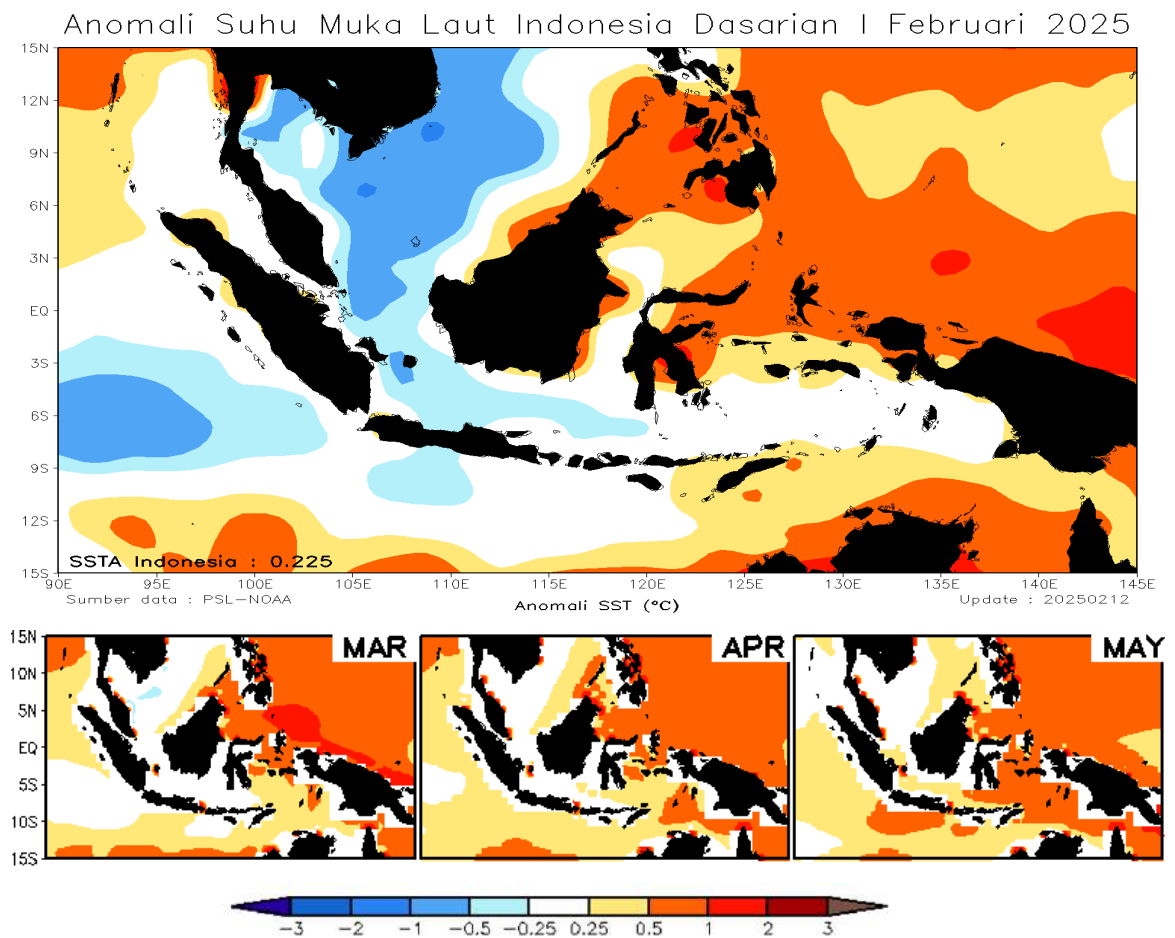 Anomali Suhu Muka Laut Indonesia Dasarian I Februari 2025
15N
12N
9N
6N
3N
EQ
3S
6S
9S
12S
15S
SSTA Indonesia : 0.225
90E 95E 100E 105E 110E 115E 120E 125E 130E 135E 140E 145E
Sumber data : PSL-NOAA
Anomali SST (°C)
Update : 20250212
15N
10N
5N
EQ
5S
10S
15S
MAR
APR
MAY
-3 -2 -1 -0.5 -0.25 0.25 0.5 1 2 3